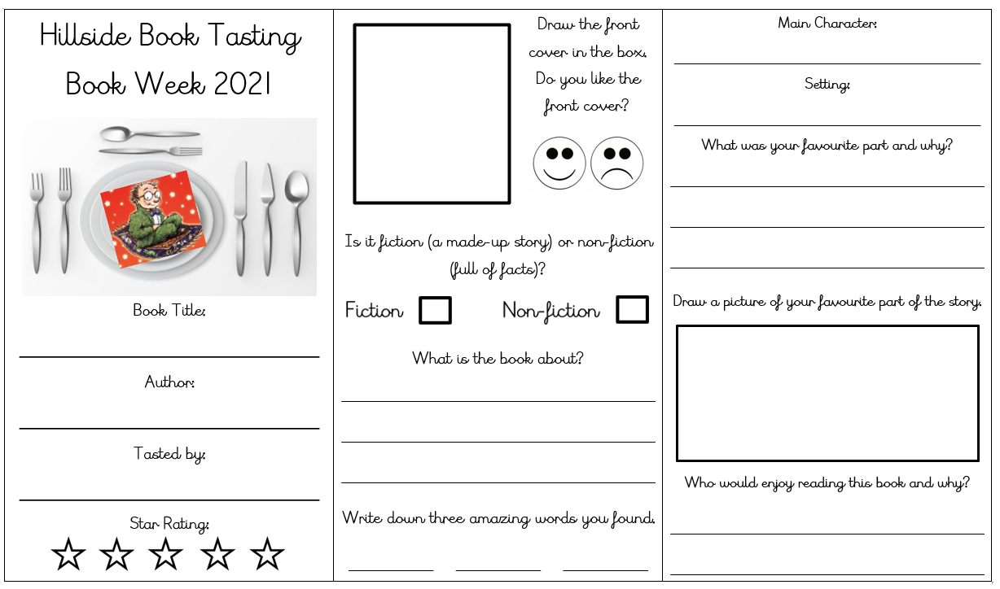 Hillside Book Tasting
Book Week 2021
Book Title:
Author:
Tasted by:
Star Rating:
Draw the front
cover in the box.
Do you like the
front cover?
Is it fiction (a made-up story) or non-fiction
(full of facts)?
Fiction
Non-fiction
What is the book about?
Write down three amazing words you found.
Main Character:
Setting:
What was your favourite part and why?
Draw a picture of your favourite part of the story.
Who would enjoy reading this book and why?